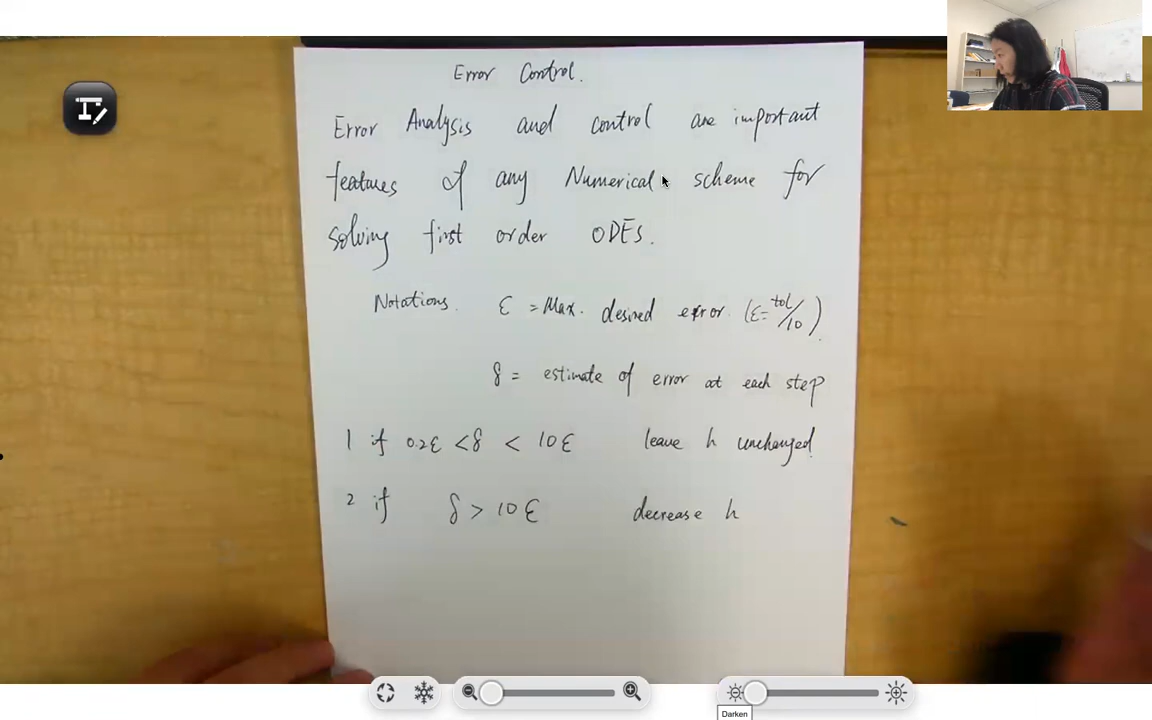 Error Control.
Error Analysis and control are important
features of any Numerical scheme for
solving first order ODEs.
Notations. ε = Max. desired error (ε = tol/10).
δ = estimate of error at each step
1 if 0.2ε < δ < 10ε leave h unchanged
2 if δ > 10ε decrease h
Darken